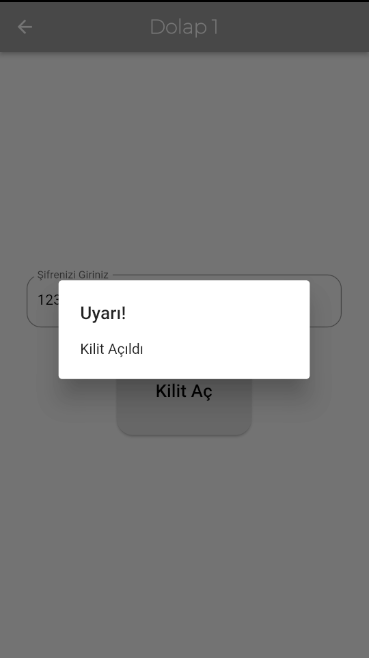 Dolap 1
Şifrenizi Giriniz
123
Uyarı!
Kilit Açıldı
Kilit Aç